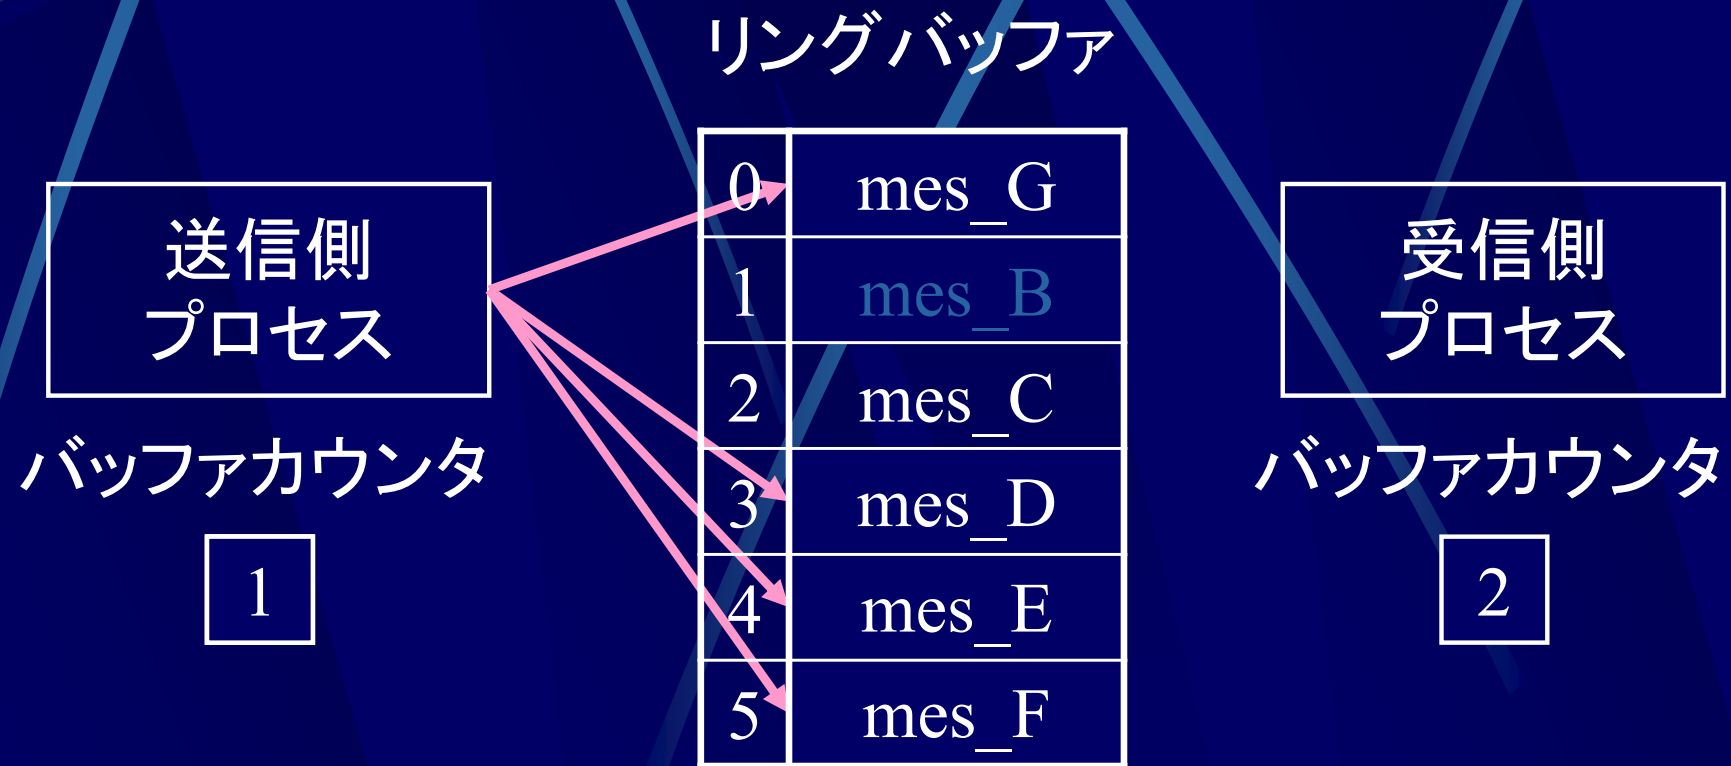 リングバッファ
送信側
プロセス
バッファカウンタ
1
0 mes_G
1 mes_B
2 mes_C
3 mes_D
4 mes_E
5 mes_F
受信側
プロセス
バッファカウンタ
2